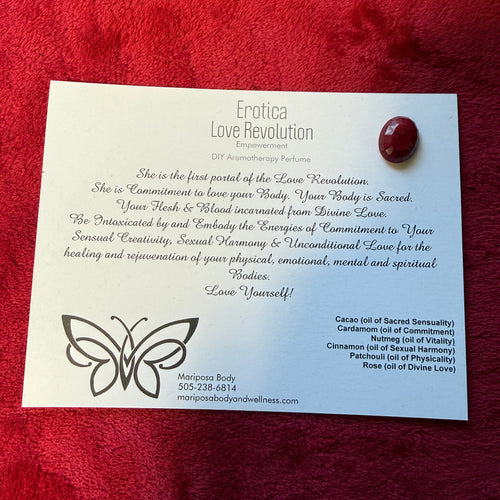 Erotica
Love Revolution
Empowerment
DIY Aromatherapy Perfume
She is the first portal of the Love Revolution.
She is Commitment to love your Body. Your Body is Sacred.
Your Flesh & Blood incarnated from Divine Love.
Be Intoxicated by and Embody the Energies of Commitment to Your
Sensual Creativity, Sexual Harmony & Unconditional Love for the
healing and rejuvenation of your physical, emotional, mental and spiritual
Bodies.
Love Yourself!
Cacao (oil of Sacred Sensuality)
Cardamom (oil of Commitment)
Nutmeg (oil of Vitality)
Cinnamon (oil of Sexual Harmony)
Patchouli (oil of Physicality)
Rose (oil of Divine Love)
Mariposa Body
505-238-6814
mariposabodyandwellness.com